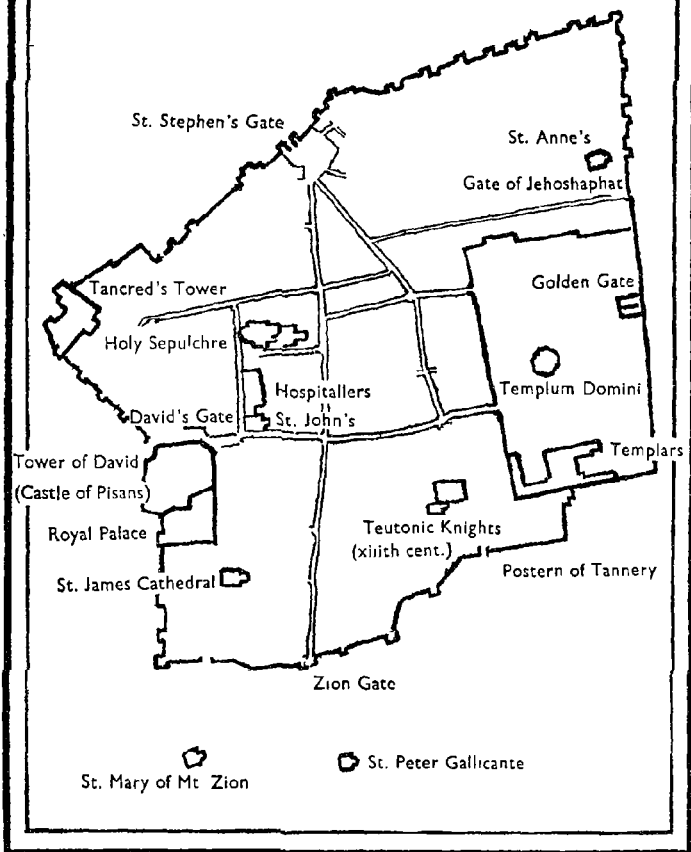 St. Stephen's Gate
St. Anne's
Gate of Jehoshaphat
Tancred's Tower
Golden Gate
Holy Sepulchre
Hospitallers
Templum Domini
David's Gate
St. John's
Tower of David
(Castle of Pisans)
Templars
Royal Palace
Teutonic Knights
(xiiith cent.)
St. James Cathedral
Postern of Tannery
Zion Gate
St. Mary of Mt Zion
St. Peter Gallicante